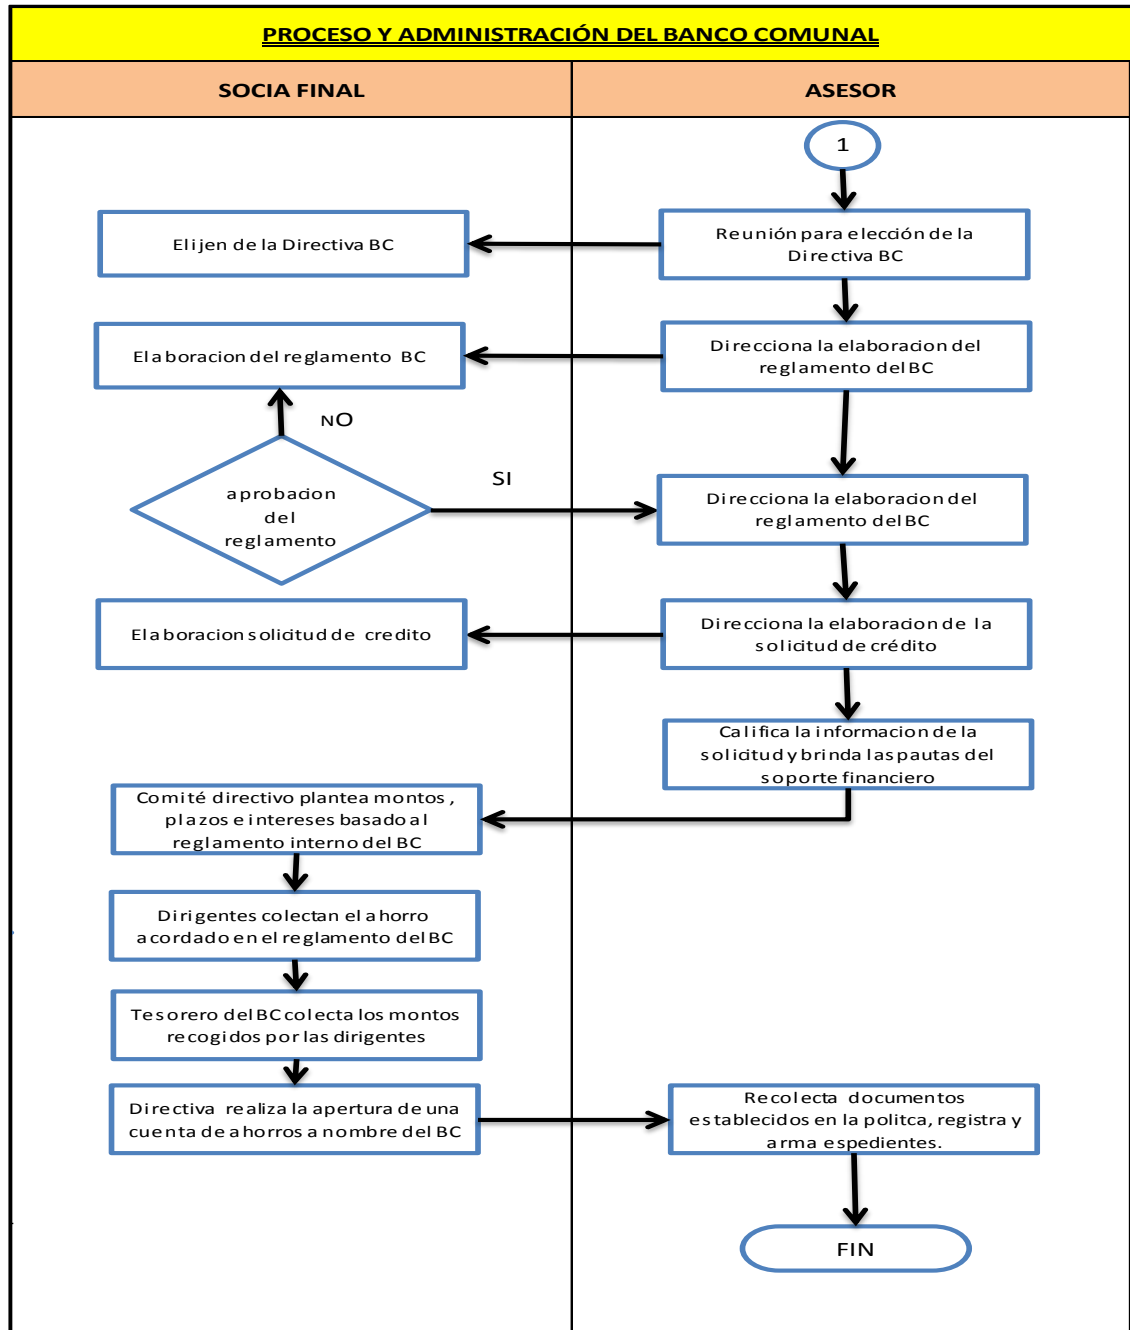 PROCESO Y ADMINISTRACIÓN DEL BANCO COMUNAL
SOCIA FINAL
ASESOR
1
Reunión para elección de la
Directiva BC
Elijen de la Directiva BC
Direcciona la elaboracion del
reglamento del BC
Elaboracion del reglamento BC
NO
SI
aprobacion
del
reglamento
Direcciona la elaboracion del
reglamento del BC
Direcciona la elaboracion de la
solicitud de crédito
Elaboracion solicitud de credito
Califica la informacion de la
solicitud y brinda las pautas del
soporte financiero
Comité directivo plantea montos ,
plazos e intereses basado al
reglamento interno del BC
Dirigentes colectan el ahorro
acordado en el reglamento del BC
Tesorero del BC colecta los montos
recogidos por las dirigentes
Directiva realiza la apertura de una
cuenta de ahorros a nombre del BC
Recolecta documentos
establecidos en la politca, registra y
arma espedientes.
FIN